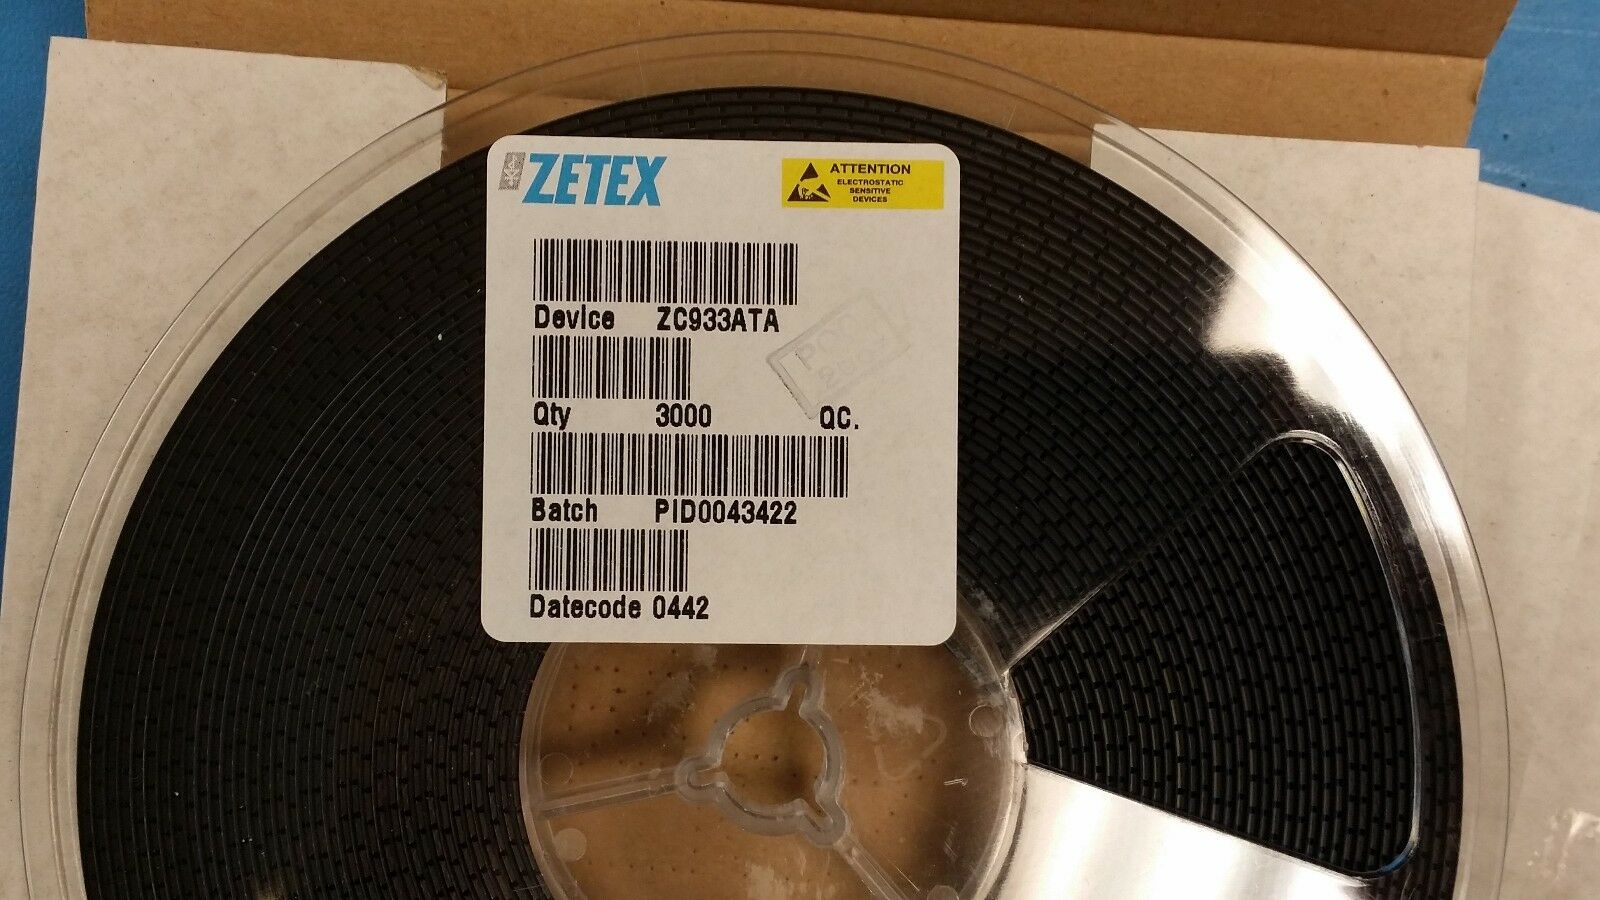 ZETEX
ATTENTION
ELECTROSTATIC
SENSITIVE
DEVICES
Device ZC933ATA
Qty 3000 QC.
Batch PID0043422
Datecode 0442